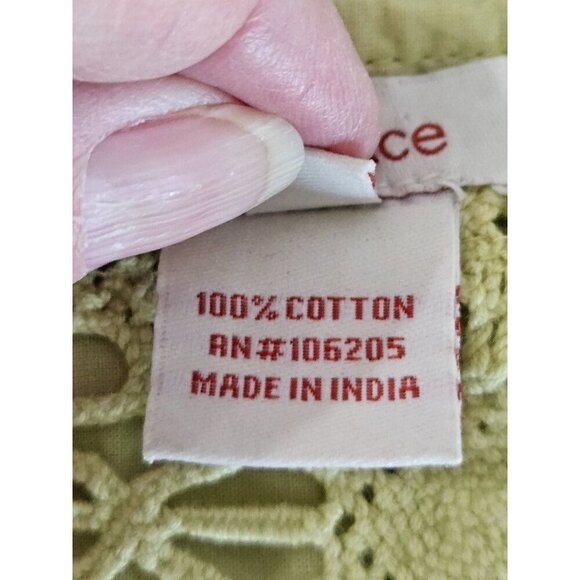 ce
100% COTTON
RN#106205
MADE IN INDIA